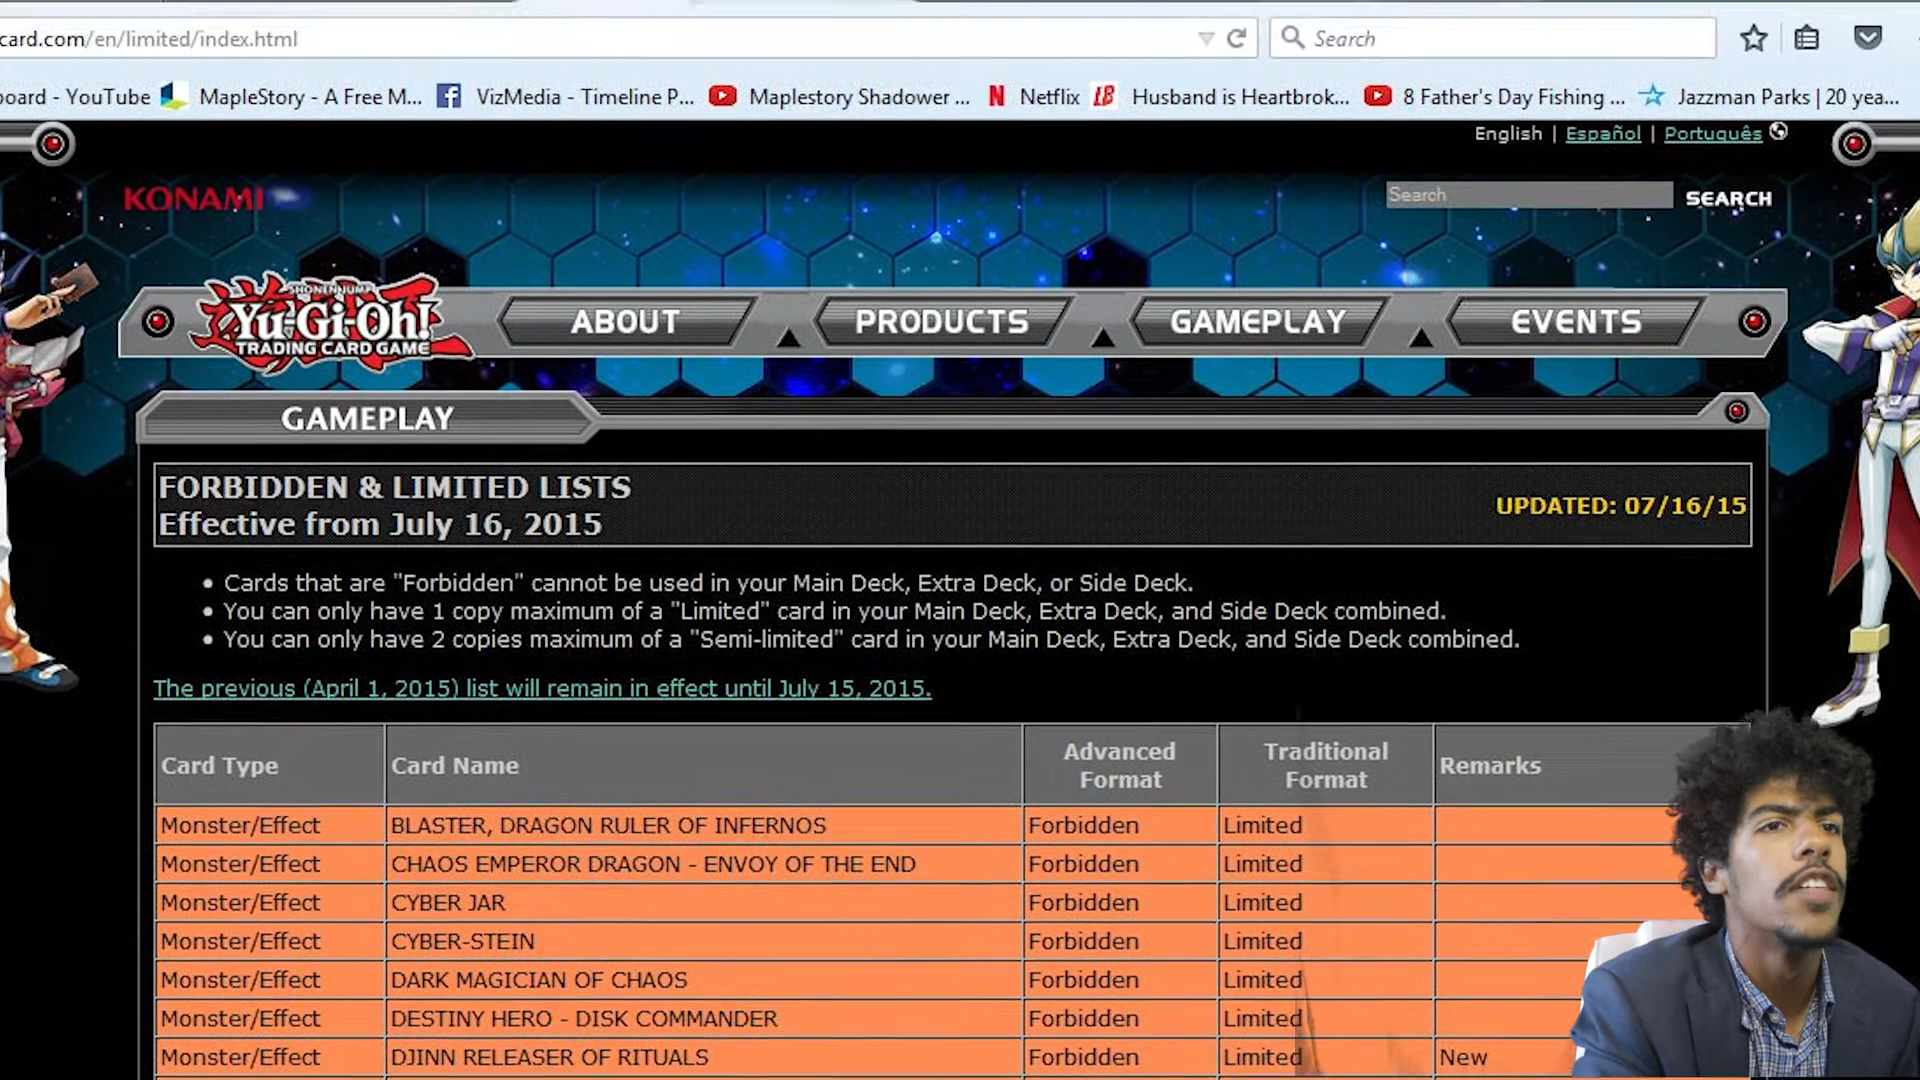 card.com/en/limited/index.html
Search
board - YouTube
MapleStory - A Free M...
VizMedia - Timeline P...
Maplestory Shadower ...
Netflix
Husband is Heartbrok...
8 Father's Day Fishing ...
Jazzman Parks | 20 yea...
English | Español | Português
KONAMI
Search
SEARCH
SHONEN JUMP
Yu-Gi-Oh!
TRADING CARD GAME
ABOUT
PRODUCTS
GAMEPLAY
EVENTS
GAMEPLAY
FORBIDDEN & LIMITED LISTS
Effective from July 16, 2015
UPDATED: 07/16/15
• Cards that are "Forbidden" cannot be used in your Main Deck, Extra Deck, or Side Deck.
• You can only have 1 copy maximum of a "Limited" card in your Main Deck, Extra Deck, and Side Deck combined.
• You can only have 2 copies maximum of a "Semi-limited" card in your Main Deck, Extra Deck, and Side Deck combined.
The previous (April 1, 2015) list will remain in effect until July 15, 2015.
Card Type Card Name Advanced Format Traditional Format Remarks
Monster/Effect BLASTER, DRAGON RULER OF INFERNOS Forbidden Limited
Monster/Effect CHAOS EMPEROR DRAGON - ENVOY OF THE END Forbidden Limited
Monster/Effect CYBER JAR Forbidden Limited
Monster/Effect CYBER-STEIN Forbidden Limited
Monster/Effect DARK MAGICIAN OF CHAOS Forbidden Limited
Monster/Effect DESTINY HERO - DISK COMMANDER Forbidden Limited
Monster/Effect DJINN RELEASER OF RITUALS Forbidden Limited New